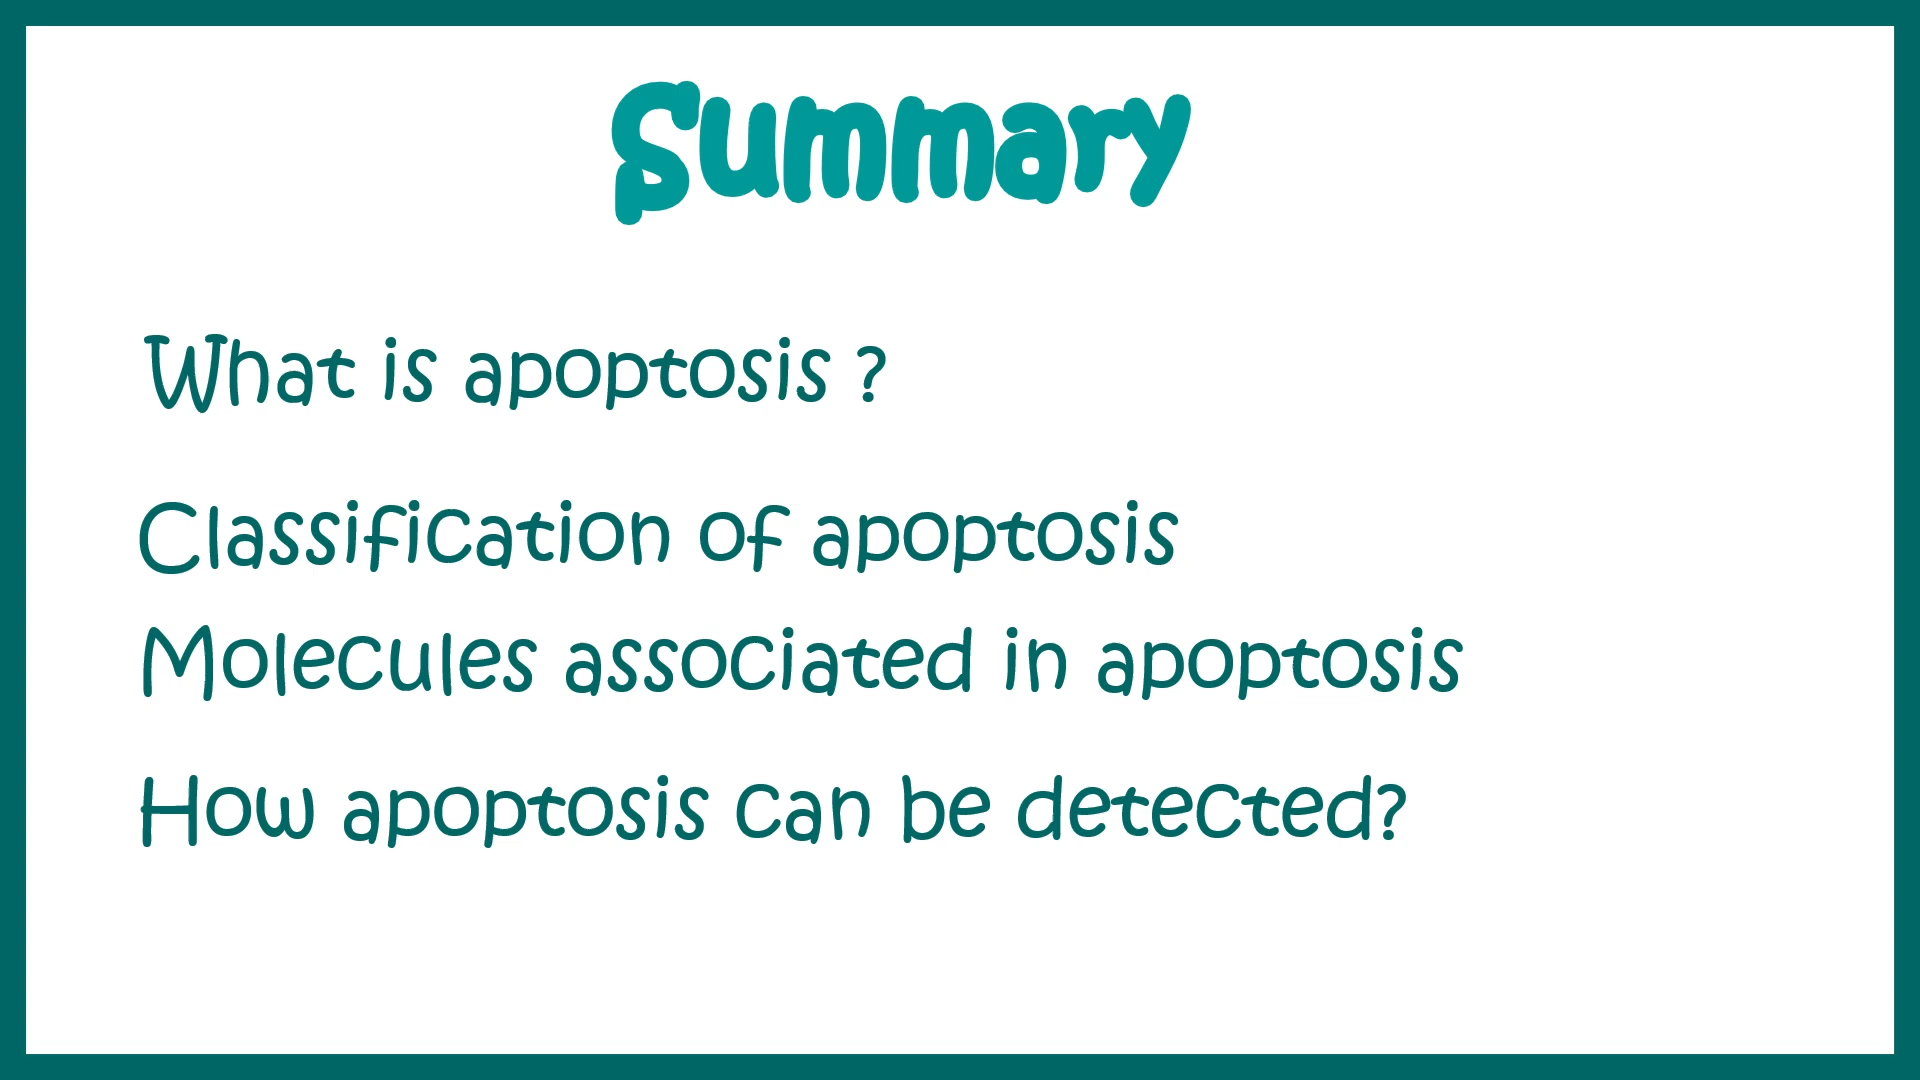 Summary
What is apoptosis ?
Classification of apoptosis
Molecules associated in apoptosis
How apoptosis can be detected?